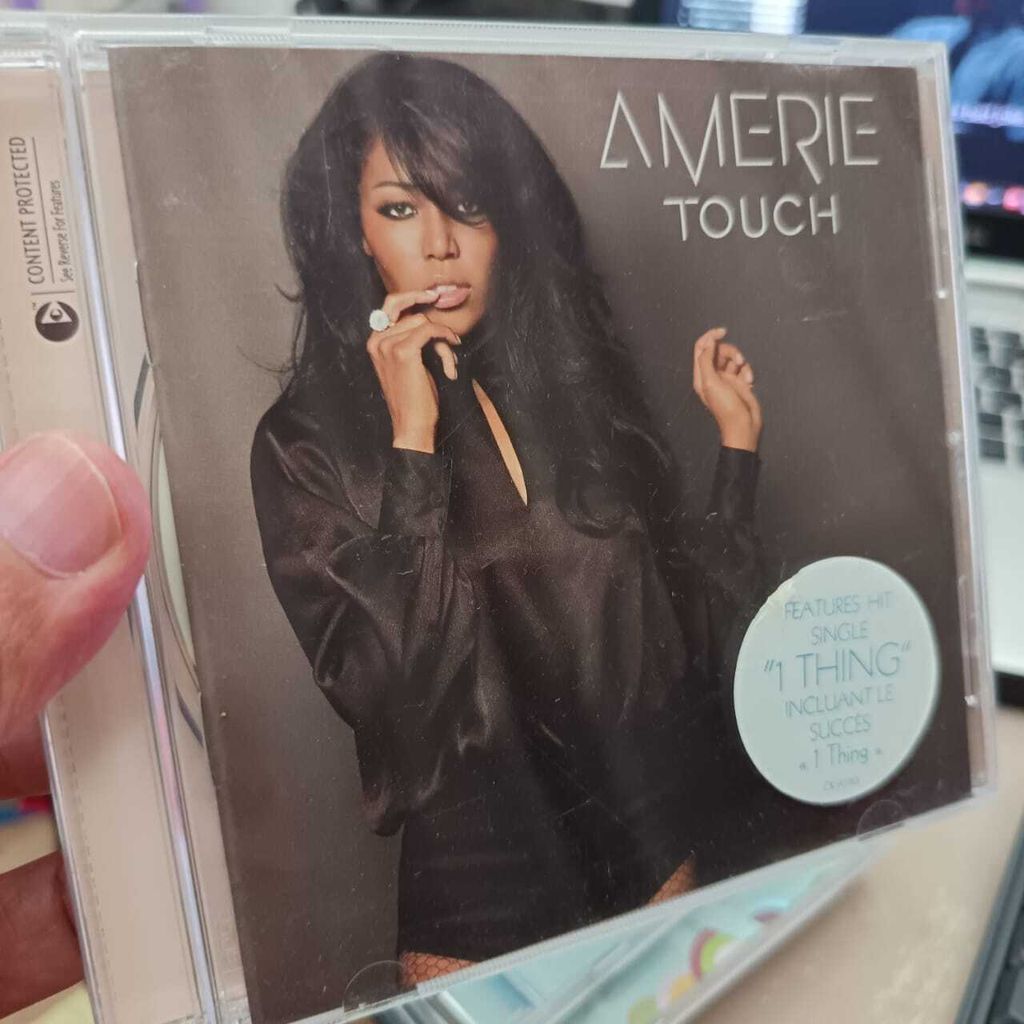 CONTENT PROTECTED
See Reverse For Features
AMERIE
TOUCH
FEATURES HIT
SINGLE
"1 THING"
INCLUANT LE
SUCCÈS
« 1 Thing »